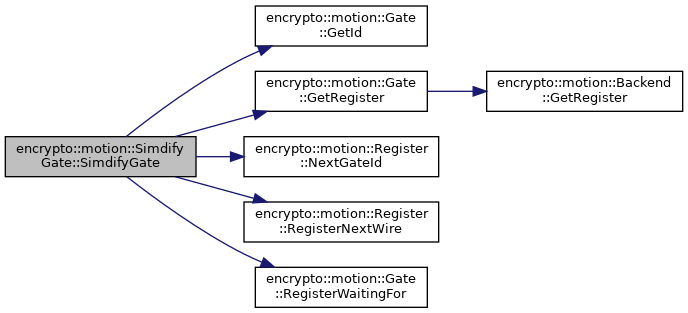 encrypto::motion::Gate
::GetId
encrypto::motion::Gate
::GetRegister
encrypto::motion::Backend
::GetRegister
encrypto::motion::Simdify
Gate::SimdifyGate
encrypto::motion::Register
::NextGateId
encrypto::motion::Register
::RegisterNextWire
encrypto::motion::Gate
::RegisterWaitingFor